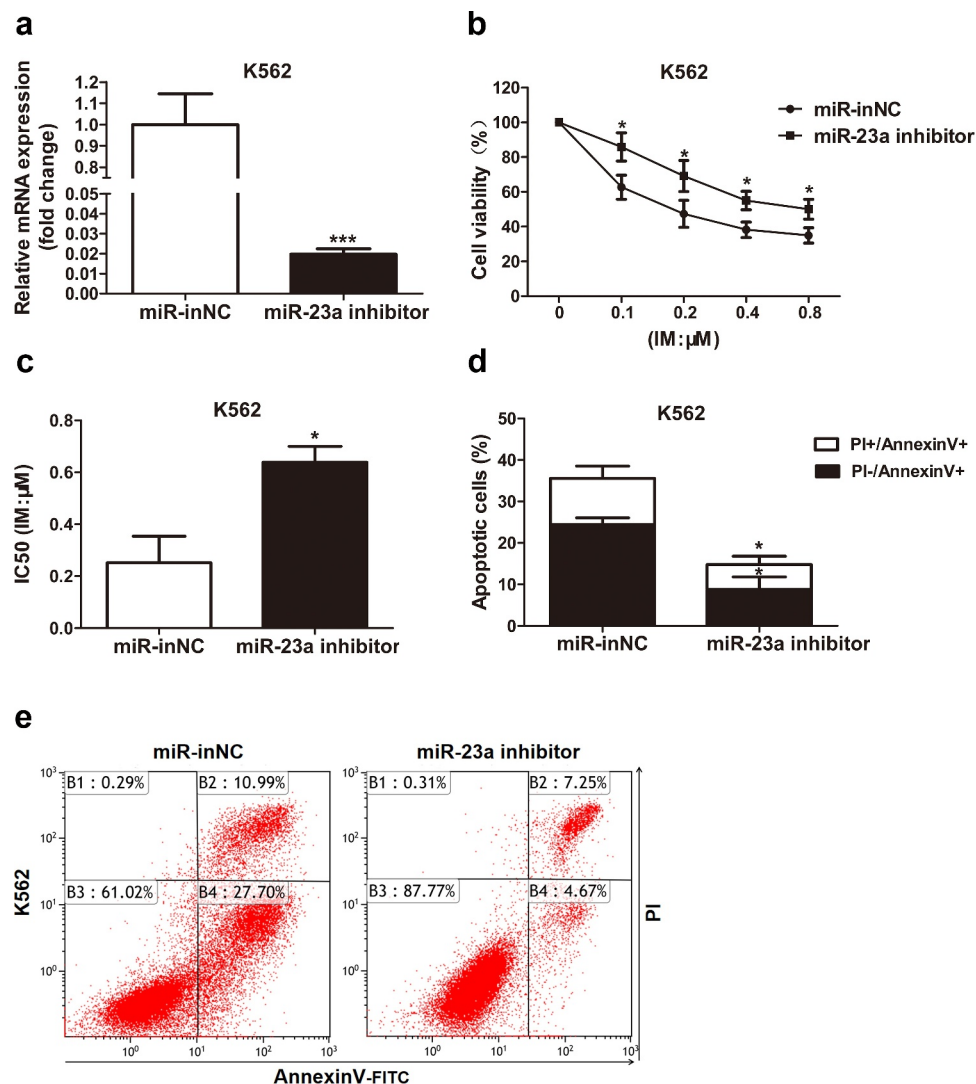 a
K562
Relative mRNA expression
(fold change)
1.2
1.1
1.0
0.9
0.8
0.05
0.04
0.03
0.02
0.01
0.00
***
miR-inNC
miR-23a inhibitor
b
K562
miR-inNC
miR-23a inhibitor
Cell viability (%)
120
100
80
60
40
20
0
* * * *
0 0.1 0.2 0.4 0.8
(IM:μM)
c
K562
IC50 (IM:μM)
0.8
0.6
0.4
0.2
0.0
*
miR-inNC
miR-23a inhibitor
d
K562
PI+/AnnexinV+
PI-/AnnexinV+
Apoptotic cells (%)
50
40
30
20
10
0
*
*
miR-inNC
miR-23a inhibitor
e
miR-inNC
miR-23a inhibitor
K562
10³
10²
10¹
10⁰
B1 : 0.29%
B2 : 10.99%
B3 : 61.02%
B4 : 27.70%
10⁰ 10¹ 10² 10³
10³
10²
10¹
10⁰
B1 : 0.31%
B2 : 7.25%
B3 : 87.77%
B4 : 4.67%
10⁰ 10¹ 10² 10³
PI
AnnexinV-FITC